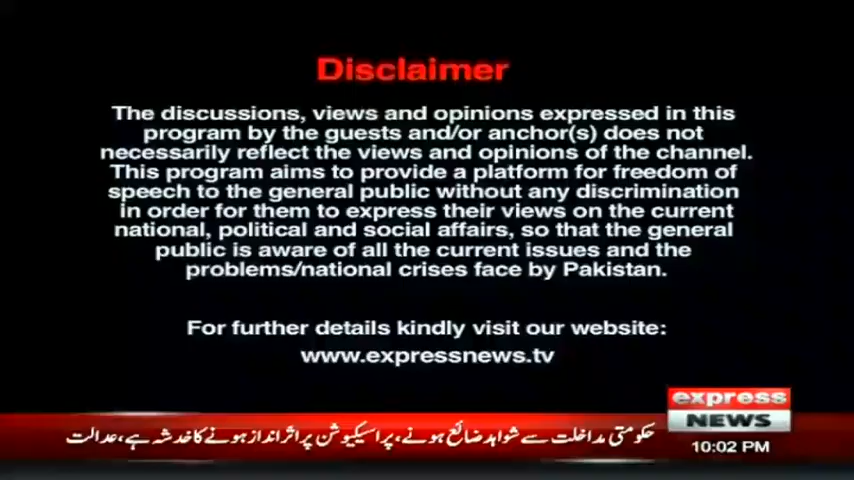 Disclaimer
The discussions, views and opinions expressed in this
program by the guests and/or anchor(s) does not
necessarily reflect the views and opinions of the channel.
This program aims to provide a platform for freedom of
speech to the general public without any discrimination
in order for them to express their views on the current
national, political and social affairs, so that the general
public is aware of all the current issues and the
problems/national crises face by Pakistan.
For further details kindly visit our website:
www.expressnews.tv
express
NEWS
حکومتی مداخلت سے شواہد ضائع ہونے، پراسیکیوشن پر اثر انداز ہونے کا خدشہ ہے، عدالت
10:02 PM